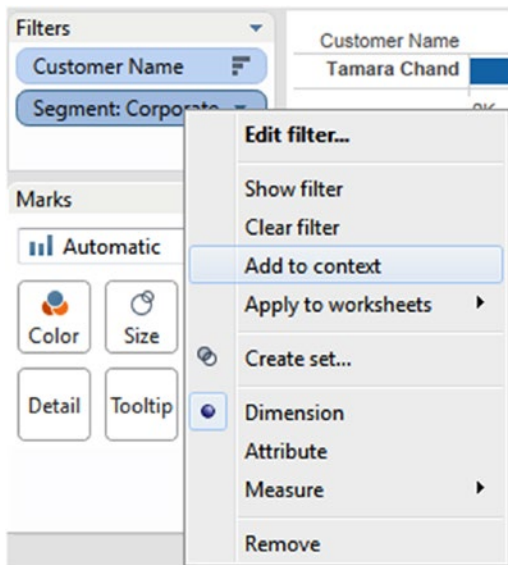 Filters
Customer Name
Segment: Corporate
Customer Name
Tamara Chand
Edit filter...
Show filter
Clear filter
Add to context
Apply to worksheets
Create set...
Dimension
Attribute
Measure
Remove
Marks
Automatic
Color
Size
Detail
Tooltip